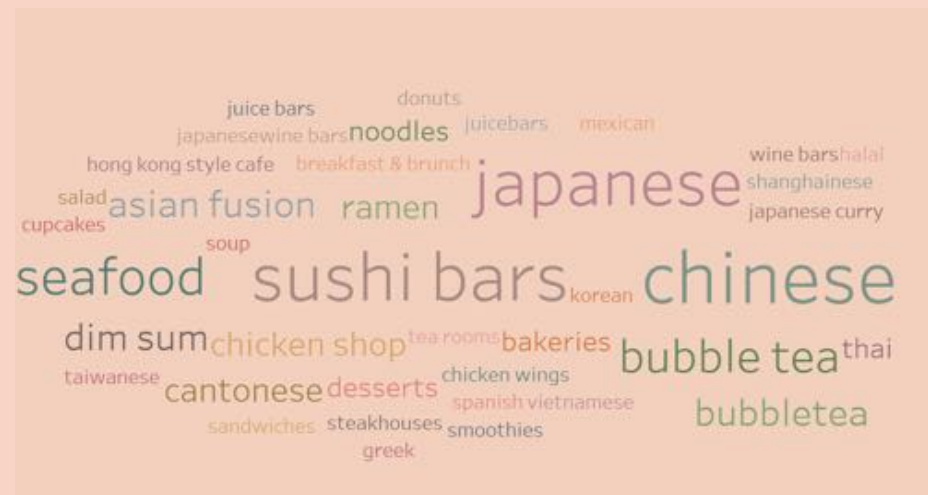 donuts
juice bars
juicebars
mexican
japanese
wine bars
noodles
wine bars
halal
hong kong style cafe
breakfast & brunch
japanese
shanghainese
salad
asian fusion
ramen
japanese curry
cupcakes
soup
seafood
sushi bars
korean
chinese
dim sum
chicken shop
tea rooms
bakeries
bubble tea
thai
taiwanese
chicken wings
cantonese
desserts
spanish
vietnamese
bubbletea
sandwiches
steakhouses
smoothies
greek